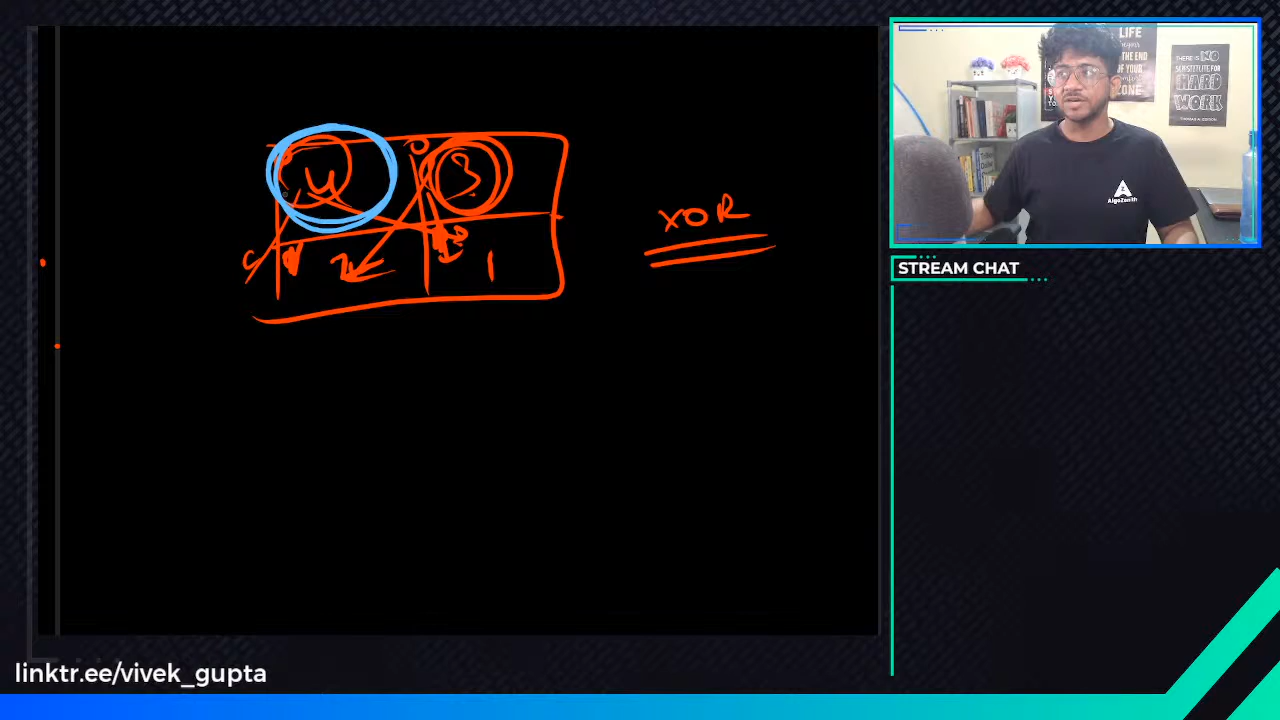 4 3
2 1
XOR
LIFE
THE END
OF YOUR
ZONE
THERE IS NO
SUBSTITUTE FOR
HARD
WORK
AlgoZenith
STREAM CHAT
linktr.ee/vivek_gupta